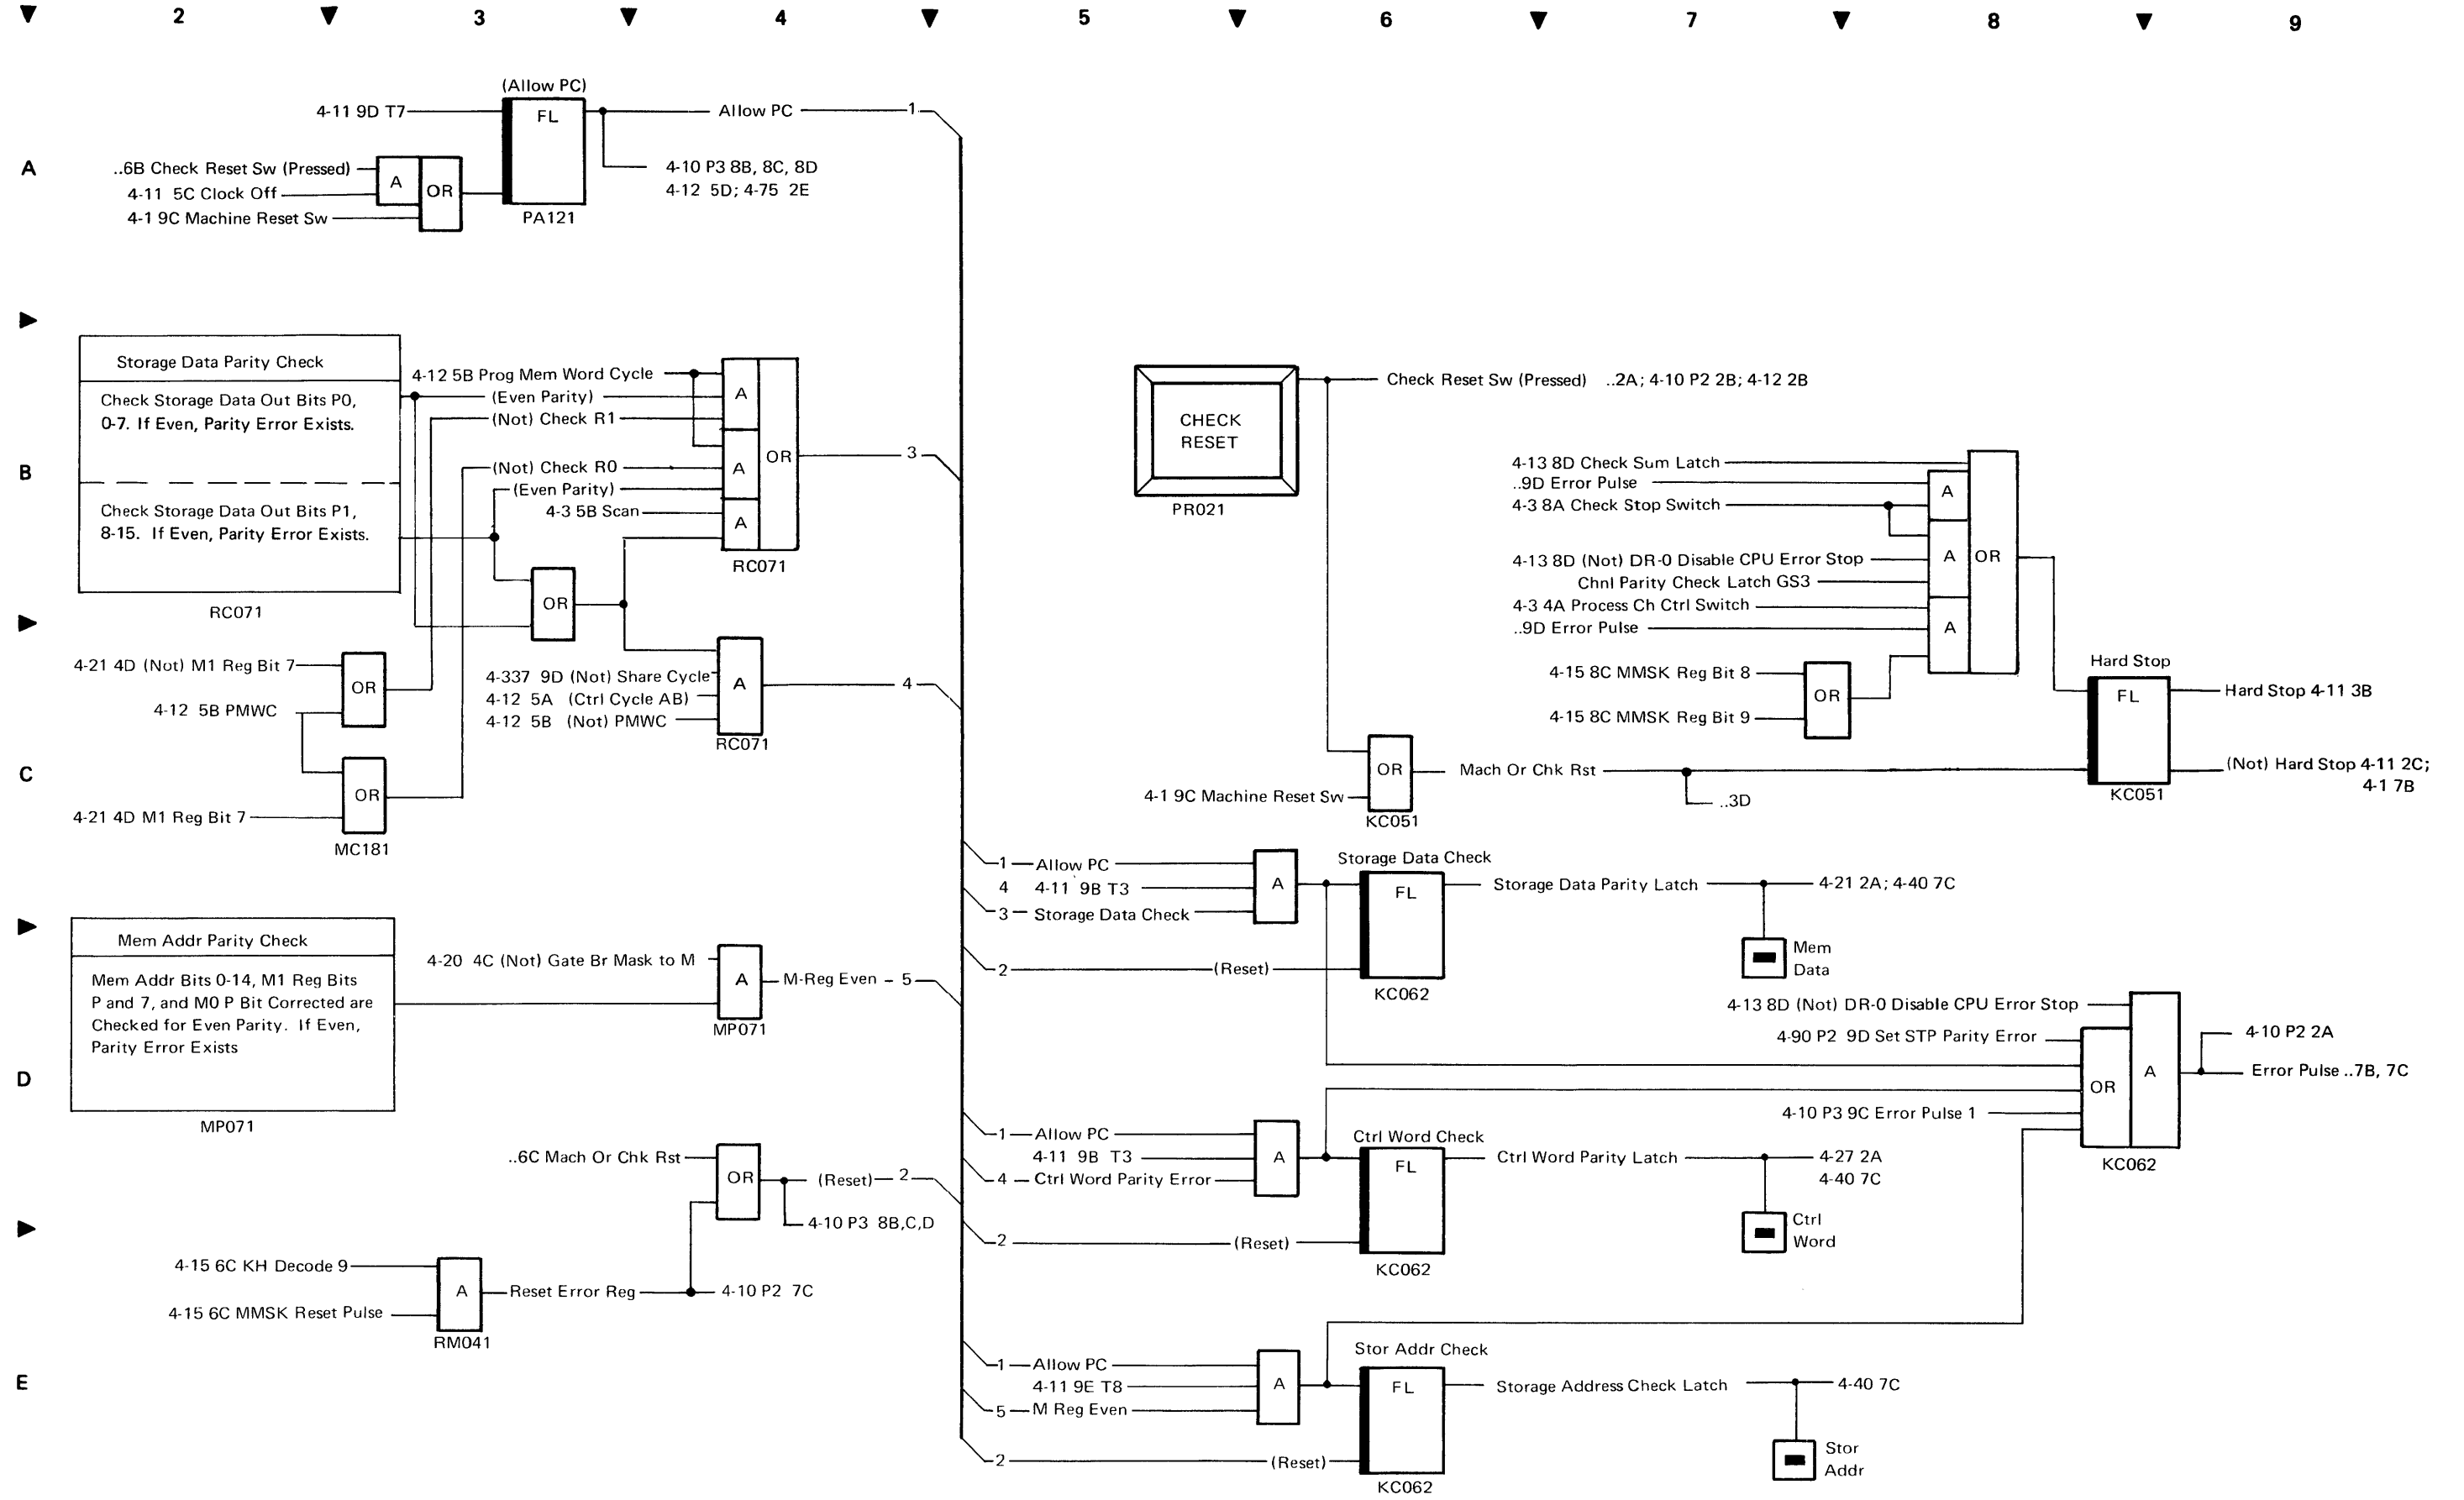 2 3 4 5 6 7 8 9
A
(Allow PC)
4-11 9D T7
FL
Allow PC
1
..6B Check Reset Sw (Pressed)
4-11 5C Clock Off
4-1 9C Machine Reset Sw
A
OR
PA121
4-10 P3 8B, 8C, 8D
4-12 5D; 4-75 2E
B
Storage Data Parity Check
Check Storage Data Out Bits P0,
0-7. If Even, Parity Error Exists.
Check Storage Data Out Bits P1,
8-15. If Even, Parity Error Exists.
RC071
4-12 5B Prog Mem Word Cycle
(Even Parity)
(Not) Check R1
(Not) Check R0
(Even Parity)
4-3 5B Scan
A
A
A
OR
3
RC071
OR
CHECK
RESET
PR021
Check Reset Sw (Pressed) ..2A; 4-10 P2 2B; 4-12 2B
4-13 8D Check Sum Latch
..9D Error Pulse
4-3 8A Check Stop Switch
4-13 8D (Not) DR-0 Disable CPU Error Stop
Chnl Parity Check Latch GS3
4-3 4A Process Ch Ctrl Switch
..9D Error Pulse
A
A
A
OR
4-15 8C MMSK Reg Bit 8
4-15 8C MMSK Reg Bit 9
OR
C
4-21 4D (Not) M1 Reg Bit 7
4-12 5B PMWC
4-21 4D M1 Reg Bit 7
OR
OR
MC181
4-337 9D (Not) Share Cycle
4-12 5A (Ctrl Cycle AB)
4-12 5B (Not) PMWC
A
4
RC071
4-1 9C Machine Reset Sw
OR
KC051
Mach Or Chk Rst
..3D
Hard Stop
FL
KC051
Hard Stop 4-11 3B
(Not) Hard Stop 4-11 2C;
4-1 7B
1 Allow PC
4 4-11 9B T3
3 Storage Data Check
A
2 (Reset)
Storage Data Check
FL
KC062
Storage Data Parity Latch
4-21 2A; 4-40 7C
Mem
Data
D
Mem Addr Parity Check
Mem Addr Bits 0-14, M1 Reg Bits
P and 7, and M0 P Bit Corrected are
Checked for Even Parity. If Even,
Parity Error Exists
MP071
4-20 4C (Not) Gate Br Mask to M
A
M-Reg Even
5
MP071
4-13 8D (Not) DR-0 Disable CPU Error Stop
4-90 P2 9D Set STP Parity Error
4-10 P3 9C Error Pulse 1
OR
A
KC062
4-10 P2 2A
Error Pulse ..7B, 7C
..6C Mach Or Chk Rst
OR
(Reset)
2
4-10 P3 8B,C,D
1 Allow PC
4-11 9B T3
4 Ctrl Word Parity Error
A
2 (Reset)
Ctrl Word Check
FL
KC062
Ctrl Word Parity Latch
4-27 2A
4-40 7C
Ctrl
Word
E
4-15 6C KH Decode 9
4-15 6C MMSK Reset Pulse
A
RM041
Reset Error Reg
4-10 P2 7C
1 Allow PC
4-11 9E T8
5 M Reg Even
A
2 (Reset)
Stor Addr Check
FL
KC062
Storage Address Check Latch
4-40 7C
Stor
Addr